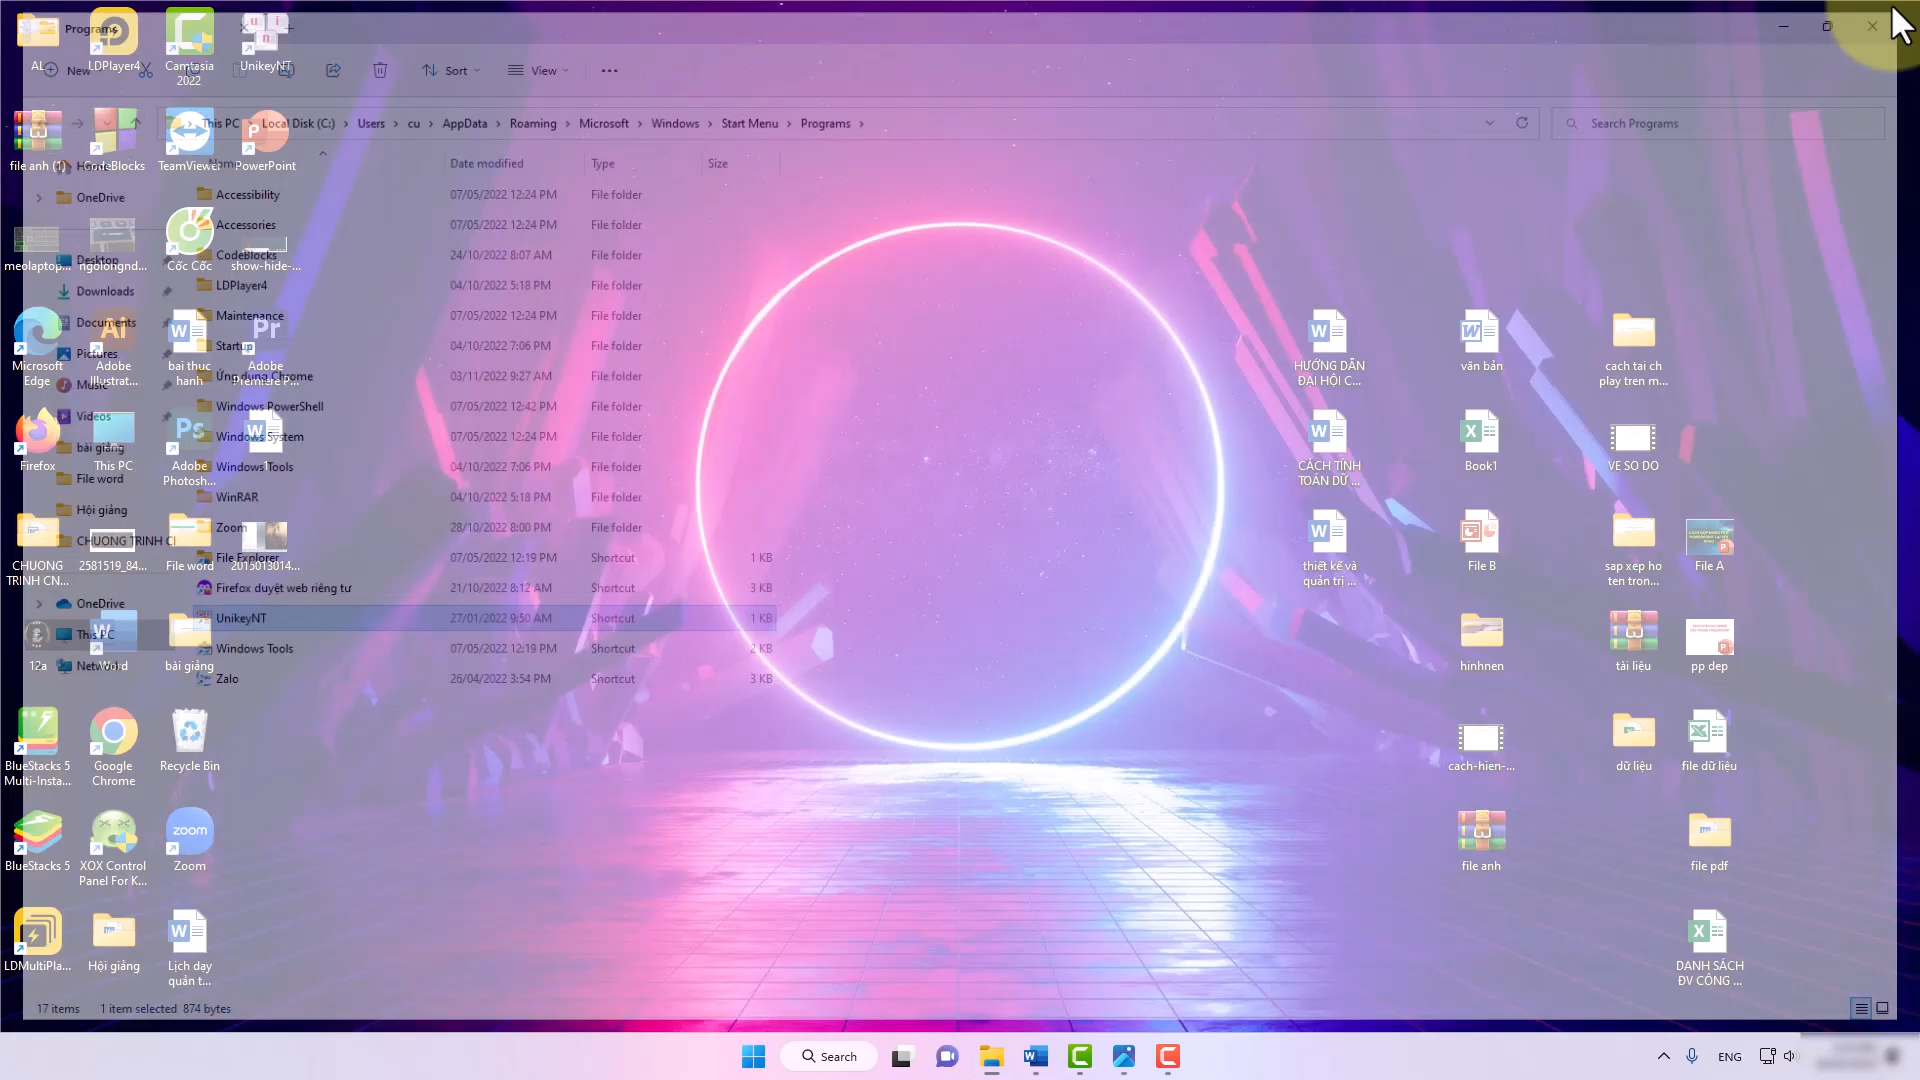 Programs
New
Sort
View
This PC
Local Disk (C:)
Users
cu
AppData
Roaming
Microsoft
Windows
Start Menu
Programs
Search Programs
Date modified
Type
Size
Accessibility
07/05/2022 12:24 PM
File folder
Accessories
07/05/2022 12:24 PM
File folder
CodeBlocks
24/10/2022 8:07 AM
File folder
LDPlayer4
04/10/2022 5:18 PM
File folder
Maintenance
07/05/2022 12:24 PM
File folder
Startup
04/10/2022 7:06 PM
File folder
Ứng dụng Chrome
03/11/2022 9:27 AM
File folder
Windows PowerShell
07/05/2022 12:42 PM
File folder
Windows System
07/05/2022 12:24 PM
File folder
Windows Tools
04/10/2022 7:06 PM
File folder
WinRAR
04/10/2022 5:18 PM
File folder
Zoom
28/10/2022 8:00 PM
File folder
File Explorer
07/05/2022 12:19 PM
Shortcut
1 KB
Firefox duyệt web riêng tư
21/10/2022 8:12 AM
Shortcut
3 KB
UnikeyNT
27/01/2022 9:50 AM
Shortcut
1 KB
Windows Tools
07/05/2022 12:19 PM
Shortcut
2 KB
Zalo
26/04/2022 3:54 PM
Shortcut
3 KB
OneDrive
Desktop
Downloads
Documents
Pictures
Music
Videos
bài giảng
File word
Hội giảng
CHUONG TRINH CI
OneDrive
This PC
Network
17 items
1 item selected 874 bytes
AL
LDPlayer4
Camtasia
2022
UnikeyNT
file anh (1)
CodeBlocks
TeamViewer
PowerPoint
meolaptop...
ngolongnd...
Cốc Cốc
show-hide-...
Microsoft
Edge
Adobe
Illustrat...
bai thuc
hanh
Adobe
Premiere P...
Firefox
This PC
Adobe
Photosh...
1
CHUONG
TRINH CN...
2581519_84...
File word
2015013014...
12a
Word
bài giảng
BlueStacks 5
Multi-Insta...
Google
Chrome
Recycle Bin
BlueStacks 5
XOX Control
Panel For K...
zoom
Zoom
LDMultiPla...
Hội giảng
Lịch day
quản t...
HƯỚNG DẪN
ĐẠI HỘI C...
văn bản
cach tai ch
play tren m...
CÁCH TÍNH
TOÁN DỮ ...
Book1
VE SO DO
thiết kế và
quản trị ...
File B
sap xep ho
ten tron...
File A
hinhnen
tài liệu
pp dep
cach-hien-...
dữ liệu
file dữ liệu
file anh
file pdf
DANH SÁCH
ĐV CÔNG ...
Search
ENG